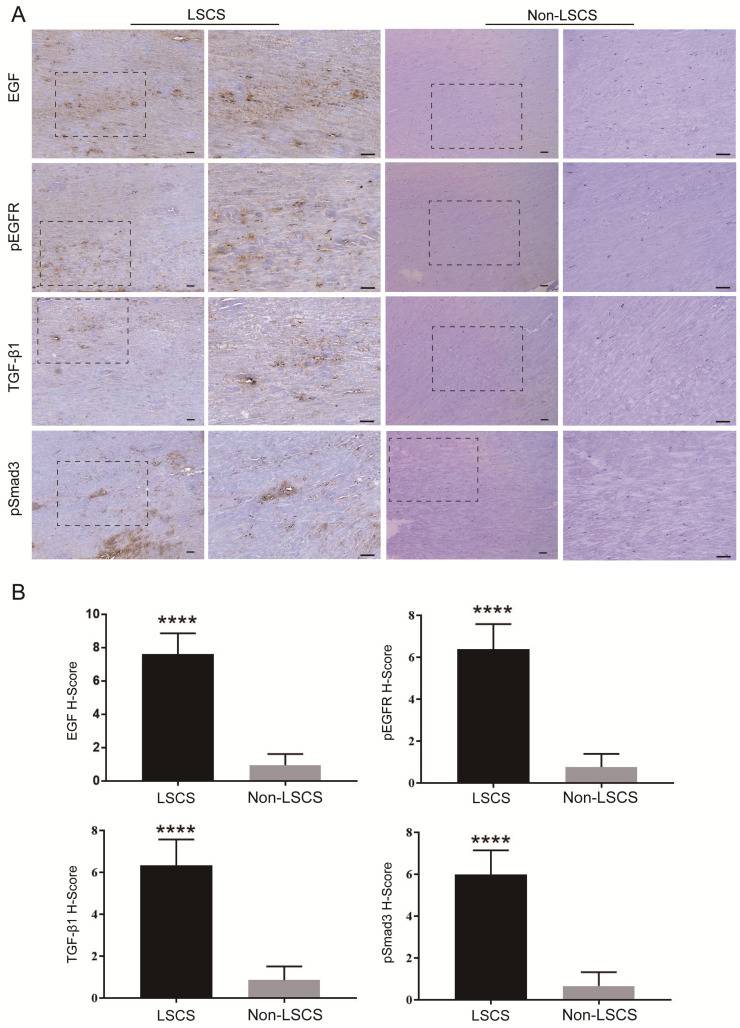 A
LSCS
Non-LSCS
EGF
pEGFR
TGF-β1
pSmad3
B
EGF H-Score
10
8
6
4
2
0
****
LSCS
Non-LSCS
pEGFR H-Score
8
6
4
2
0
****
LSCS
Non-LSCS
TGF-β1 H-Score
8
6
4
2
0
****
LSCS
Non-LSCS
pSmad3 H-Score
8
6
4
2
0
****
LSCS
Non-LSCS